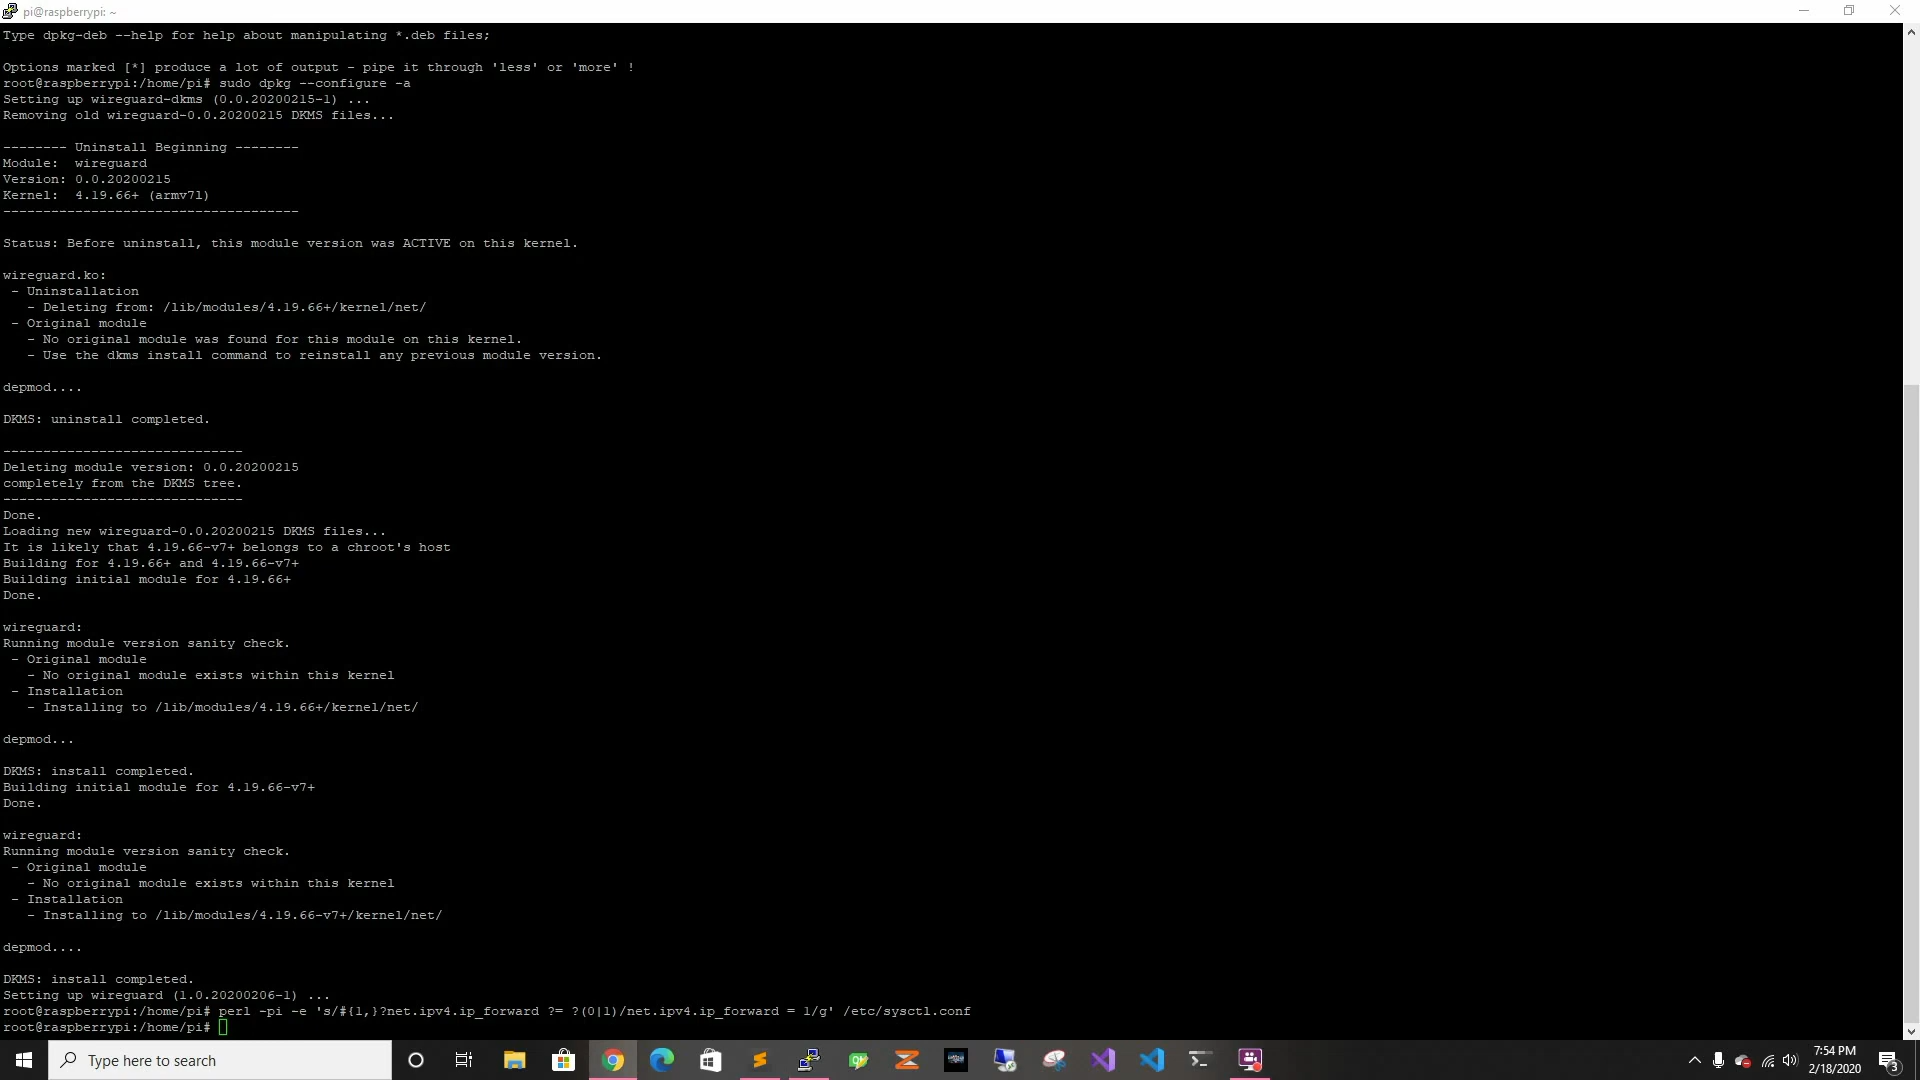 pi@raspberrypi: ~
Type dpkg-deb --help for help about manipulating *.deb files;
Options marked [*] produce a lot of output - pipe it through 'less' or 'more' !
root@raspberrypi:/home/pi# sudo dpkg --configure -a
Setting up wireguard-dkms (0.0.20200215-1) ...
Removing old wireguard-0.0.20200215 DKMS files...
-------- Uninstall Beginning --------
Module:  wireguard
Version: 0.0.20200215
Kernel:  4.19.66+ (armv7l)
-------------------------------------
Status: Before uninstall, this module version was ACTIVE on this kernel.
wireguard.ko:
 - Uninstallation
   - Deleting from: /lib/modules/4.19.66+/kernel/net/
 - Original module
   - No original module was found for this module on this kernel.
   - Use the dkms install command to reinstall any previous module version.
depmod....
DKMS: uninstall completed.
------------------------------
Deleting module version: 0.0.20200215
completely from the DKMS tree.
------------------------------
Done.
Loading new wireguard-0.0.20200215 DKMS files...
It is likely that 4.19.66-v7+ belongs to a chroot's host
Building for 4.19.66+ and 4.19.66-v7+
Building initial module for 4.19.66+
Done.
wireguard:
Running module version sanity check.
 - Original module
   - No original module exists within this kernel
 - Installation
   - Installing to /lib/modules/4.19.66+/kernel/net/
depmod...
DKMS: install completed.
Building initial module for 4.19.66-v7+
Done.
wireguard:
Running module version sanity check.
 - Original module
   - No original module exists within this kernel
 - Installation
   - Installing to /lib/modules/4.19.66-v7+/kernel/net/
depmod....
DKMS: install completed.
Setting up wireguard (1.0.20200206-1) ...
root@raspberrypi:/home/pi# perl -pi -e 's/#{1,}?net.ipv4.ip_forward ?= ?(0|1)/net.ipv4.ip_forward = 1/g' /etc/sysctl.conf
root@raspberrypi:/home/pi#
Type here to search
7:54 PM
2/18/2020
3